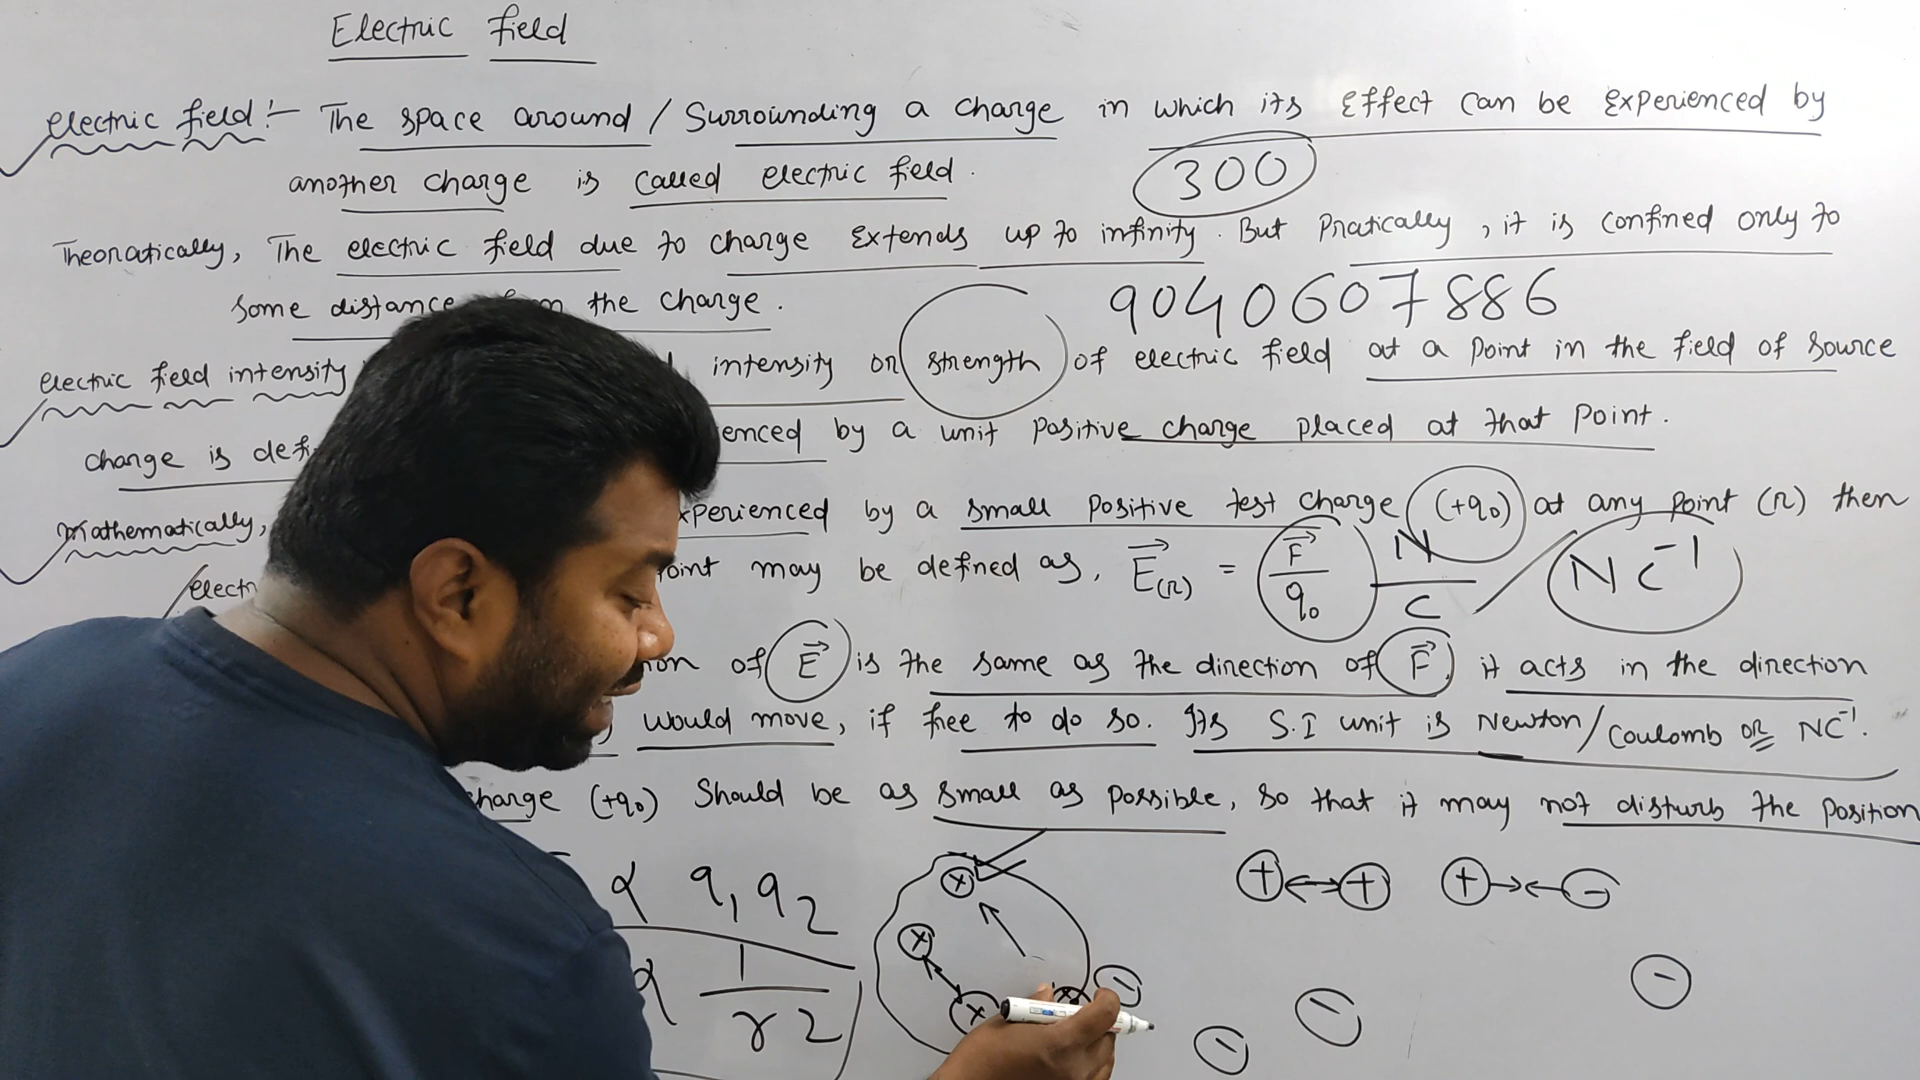 Electric field
electric field :- The space around / Surrounding a charge in which its effect can be experienced by
another charge is called electric field.
300
Theoratically, The electric field due to charge extends up to infinity. But Pratically, it is confined only to
some distance from the charge.
9040607886
electric field intensity intensity or strength of electric field at a point in the field of source
charge is defi enced by a unit positive charge placed at that point.
Mathematically, xperienced by a small positive test charge (+q₀) at any point (r) then
electr oint may be defined as, E⃗(r) = F⃗/q₀ N/C / NC⁻¹
ion of E⃗ is the same as the direction of F⃗, it acts in the direction
would move, if free to do so. Its S.I unit is Newton/Coulomb or NC⁻¹.
charge (+q₀) Should be as small as possible, so that it may not disturb the position
α q₁q₂
+ + + -
α 1/r2
-
-
-
-